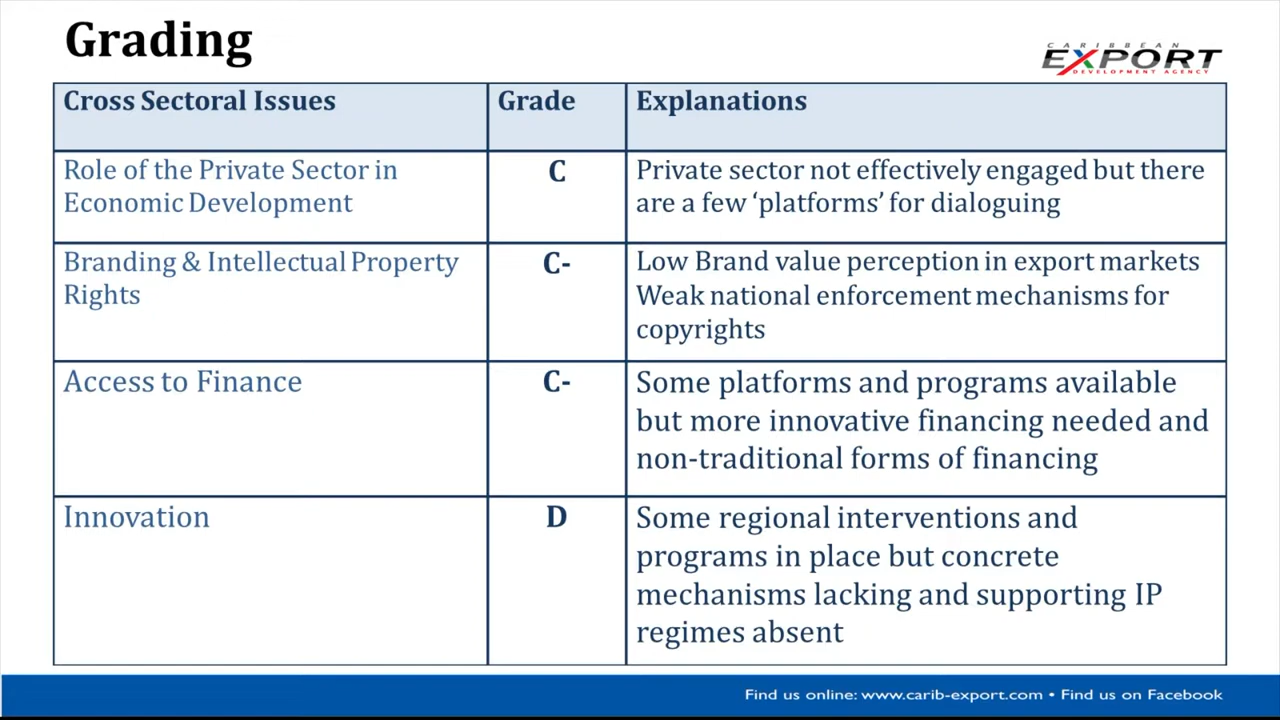 Grading
CARIBBEAN
EXPORT
DEVELOPMENT AGENCY
Cross Sectoral Issues
Grade
Explanations
Role of the Private Sector in
Economic Development
C
Private sector not effectively engaged but there
are a few ‘platforms’ for dialoguing
Branding & Intellectual Property
Rights
C-
Low Brand value perception in export markets
Weak national enforcement mechanisms for
copyrights
Access to Finance
C-
Some platforms and programs available
but more innovative financing needed and
non-traditional forms of financing
Innovation
D
Some regional interventions and
programs in place but concrete
mechanisms lacking and supporting IP
regimes absent
Find us online: www.carib-export.com • Find us on Facebook